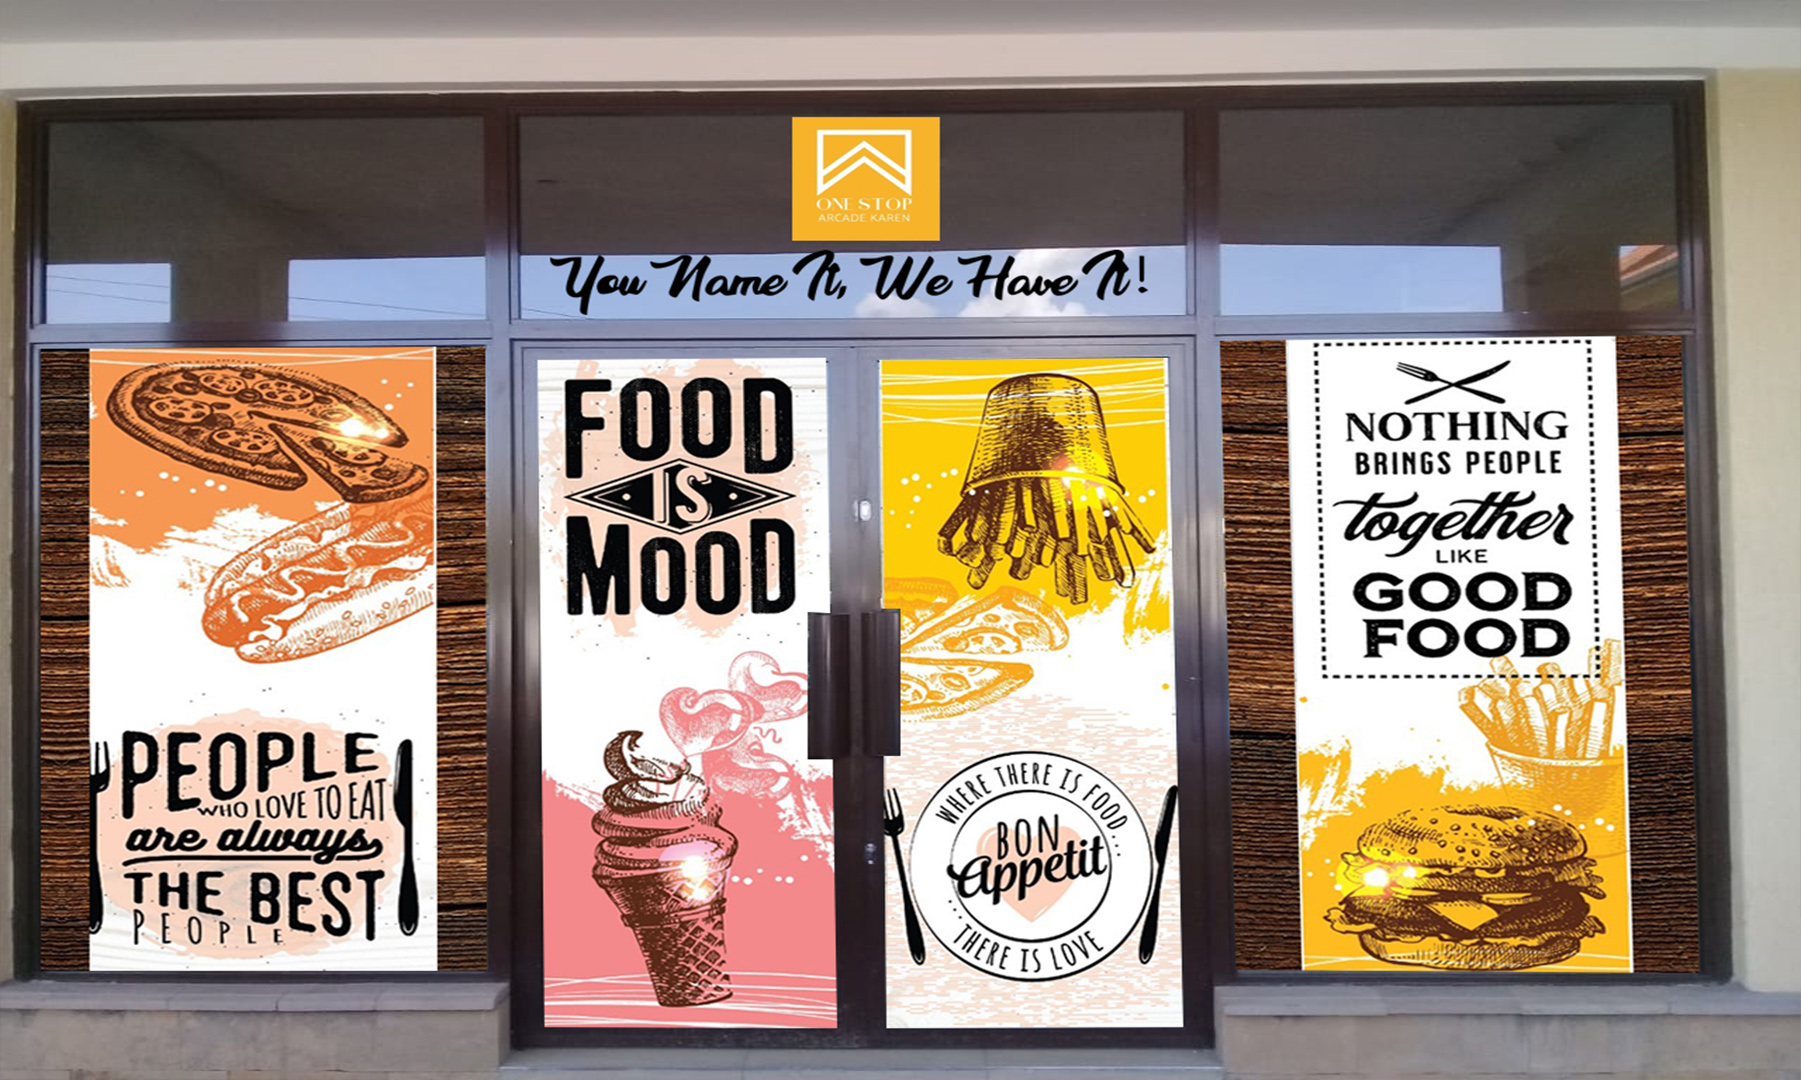 ONE STOP
ARCADE KAREN
You Name It, We Have It!
PEOPLE
WHO LOVE TO EAT
are always
THE BEST
PEOPLE
FOOD
IS
MOOD
WHERE THERE IS FOOD...
BON
Appetit
...THERE IS LOVE
NOTHING
BRINGS PEOPLE
together
LIKE
GOOD
FOOD